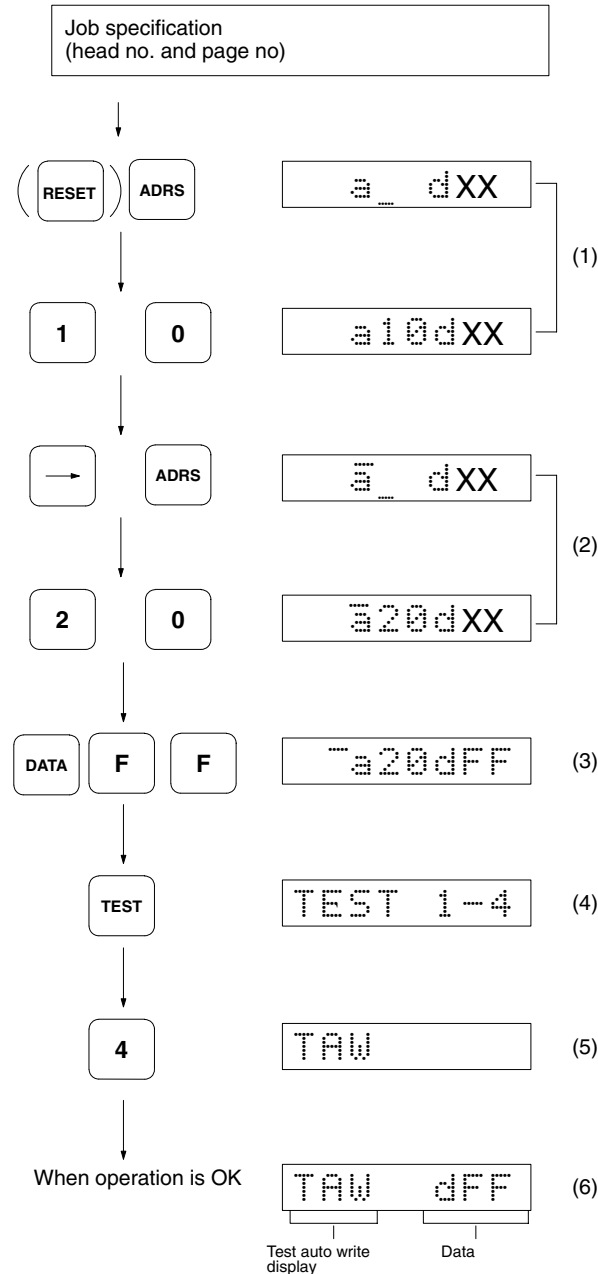 Job specification
(head no. and page no)
( RESET ) ADRS
a_ dXX
(1)
1 0
a10dXX
→ ADRS
a̅_ dXX
(2)
2 0
a̅20dXX
DATA F F
‾a20dFF
(3)
TEST
TEST 1-4
(4)
4
TAW
(5)
When operation is OK
TAW dFF
(6)
Test auto write
display
Data